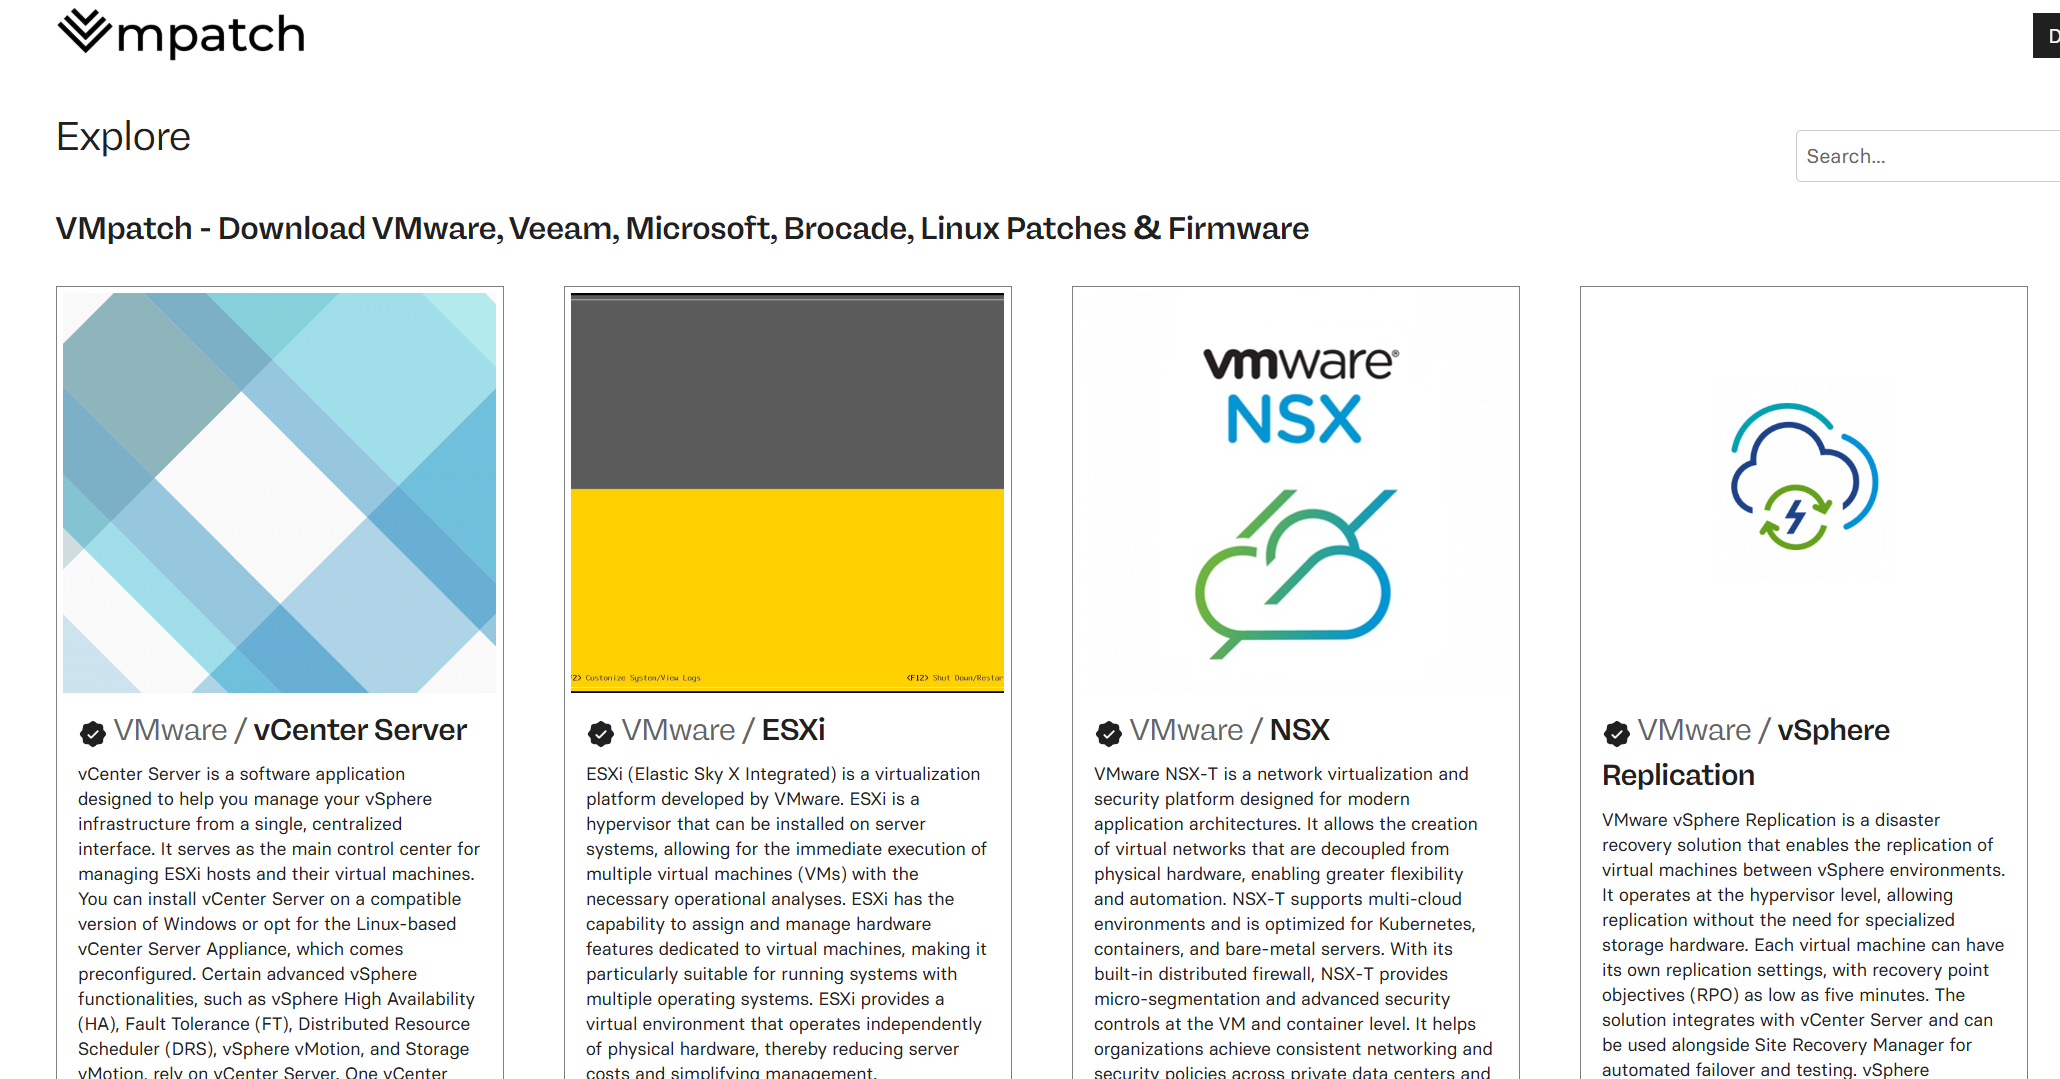 mpatch
D
Explore
Search...
VMpatch - Download VMware, Veeam, Microsoft, Brocade, Linux Patches & Firmware
2> Customize System/View Logs
<F12> Shut Down/Restar
VMware / vCenter Server
vCenter Server is a software application
designed to help you manage your vSphere
infrastructure from a single, centralized
interface. It serves as the main control center for
managing ESXi hosts and their virtual machines.
You can install vCenter Server on a compatible
version of Windows or opt for the Linux-based
vCenter Server Appliance, which comes
preconfigured. Certain advanced vSphere
functionalities, such as vSphere High Availability
(HA), Fault Tolerance (FT), Distributed Resource
Scheduler (DRS), vSphere vMotion, and Storage
vMotion, rely on vCenter Server. One vCenter
VMware / ESXi
ESXi (Elastic Sky X Integrated) is a virtualization
platform developed by VMware. ESXi is a
hypervisor that can be installed on server
systems, allowing for the immediate execution of
multiple virtual machines (VMs) with the
necessary operational analyses. ESXi has the
capability to assign and manage hardware
features dedicated to virtual machines, making it
particularly suitable for running systems with
multiple operating systems. ESXi provides a
virtual environment that operates independently
of physical hardware, thereby reducing server
costs and simplifying management.
vmware®
NSX
VMware / NSX
VMware NSX-T is a network virtualization and
security platform designed for modern
application architectures. It allows the creation
of virtual networks that are decoupled from
physical hardware, enabling greater flexibility
and automation. NSX-T supports multi-cloud
environments and is optimized for Kubernetes,
containers, and bare-metal servers. With its
built-in distributed firewall, NSX-T provides
micro-segmentation and advanced security
controls at the VM and container level. It helps
organizations achieve consistent networking and
security policies across private data centers and
VMware / vSphere
Replication
VMware vSphere Replication is a disaster
recovery solution that enables the replication of
virtual machines between vSphere environments.
It operates at the hypervisor level, allowing
replication without the need for specialized
storage hardware. Each virtual machine can have
its own replication settings, with recovery point
objectives (RPO) as low as five minutes. The
solution integrates with vCenter Server and can
be used alongside Site Recovery Manager for
automated failover and testing. vSphere